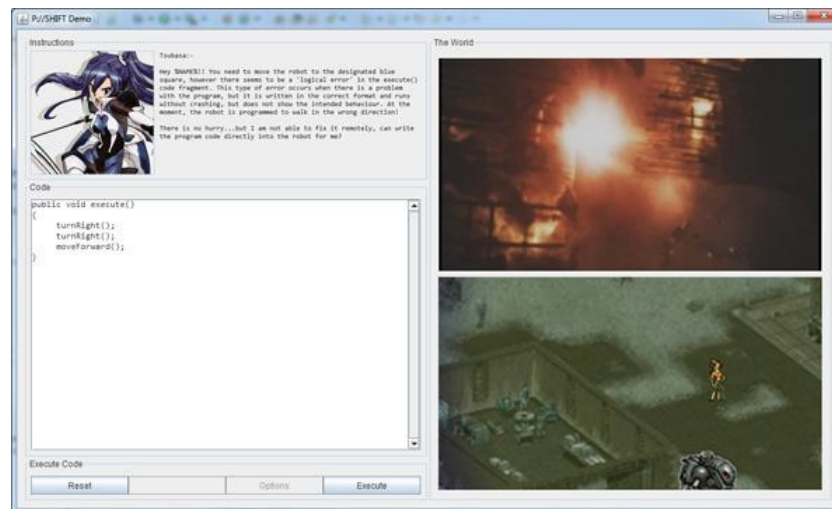 P://SHIFT Demo
Instructions
The World
Tsubasa:-
Hey %NAME%!! You need to move the robot to the designated blue
square, however there seems to be a 'logical error' in the execute()
code fragment. This type of error occurs when there is a problem
with the program, but it is written in the correct format and runs
without crashing, but does not show the intended behaviour. At the
moment, the robot is programmed to walk in the wrong direction!
There is no hurry...but I am not able to fix it remotely, can write
the program code directly into the robot for me?
Code
public void execute()
{
turnRight();
turnRight();
moveForward();
}
Execute Code
Reset
Options
Execute